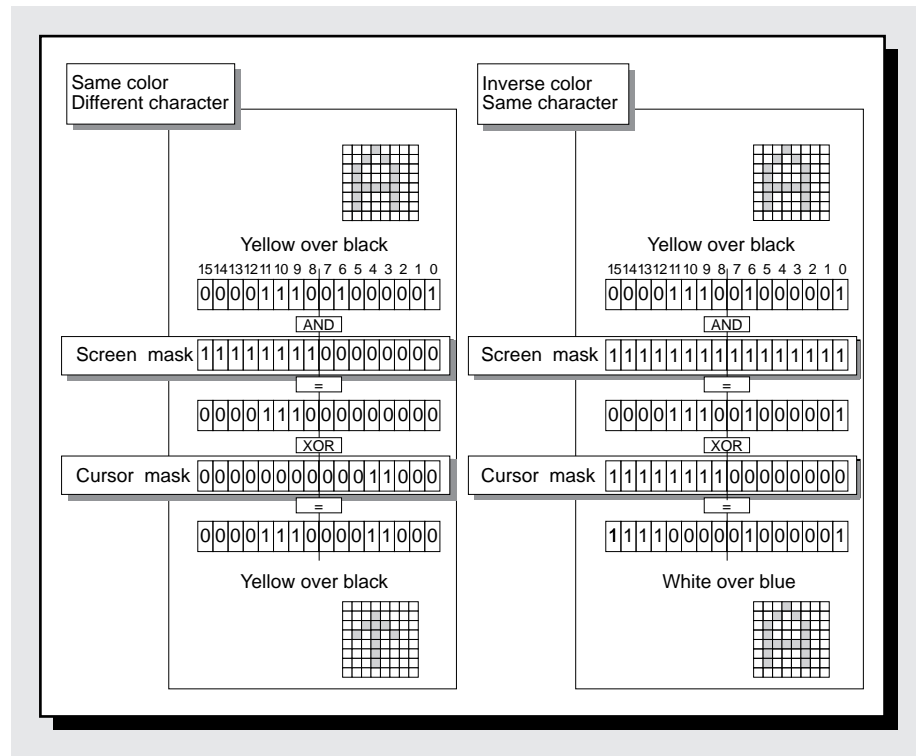 Same color
Different character
Yellow over black
15 14 13 12 11 10 9 8 7 6 5 4 3 2 1 0
0 0 0 0 1 1 1 0 0 1 0 0 0 0 0 1
AND
Screen mask 1 1 1 1 1 1 1 1 0 0 0 0 0 0 0 0
=
0 0 0 0 1 1 1 0 0 0 0 0 0 0 0 0
XOR
Cursor mask 0 0 0 0 0 0 0 0 0 0 0 1 1 0 0 0
=
0 0 0 0 1 1 1 0 0 0 0 1 1 0 0 0
Yellow over black
Inverse color
Same character
Yellow over black
15 14 13 12 11 10 9 8 7 6 5 4 3 2 1 0
0 0 0 0 1 1 1 0 0 1 0 0 0 0 0 1
AND
Screen mask 1 1 1 1 1 1 1 1 1 1 1 1 1 1 1 1
=
0 0 0 0 1 1 1 0 0 1 0 0 0 0 0 1
XOR
Cursor mask 1 1 1 1 1 1 1 1 0 0 0 0 0 0 0 0
=
1 1 1 1 0 0 0 0 0 1 0 0 0 0 0 1
White over blue